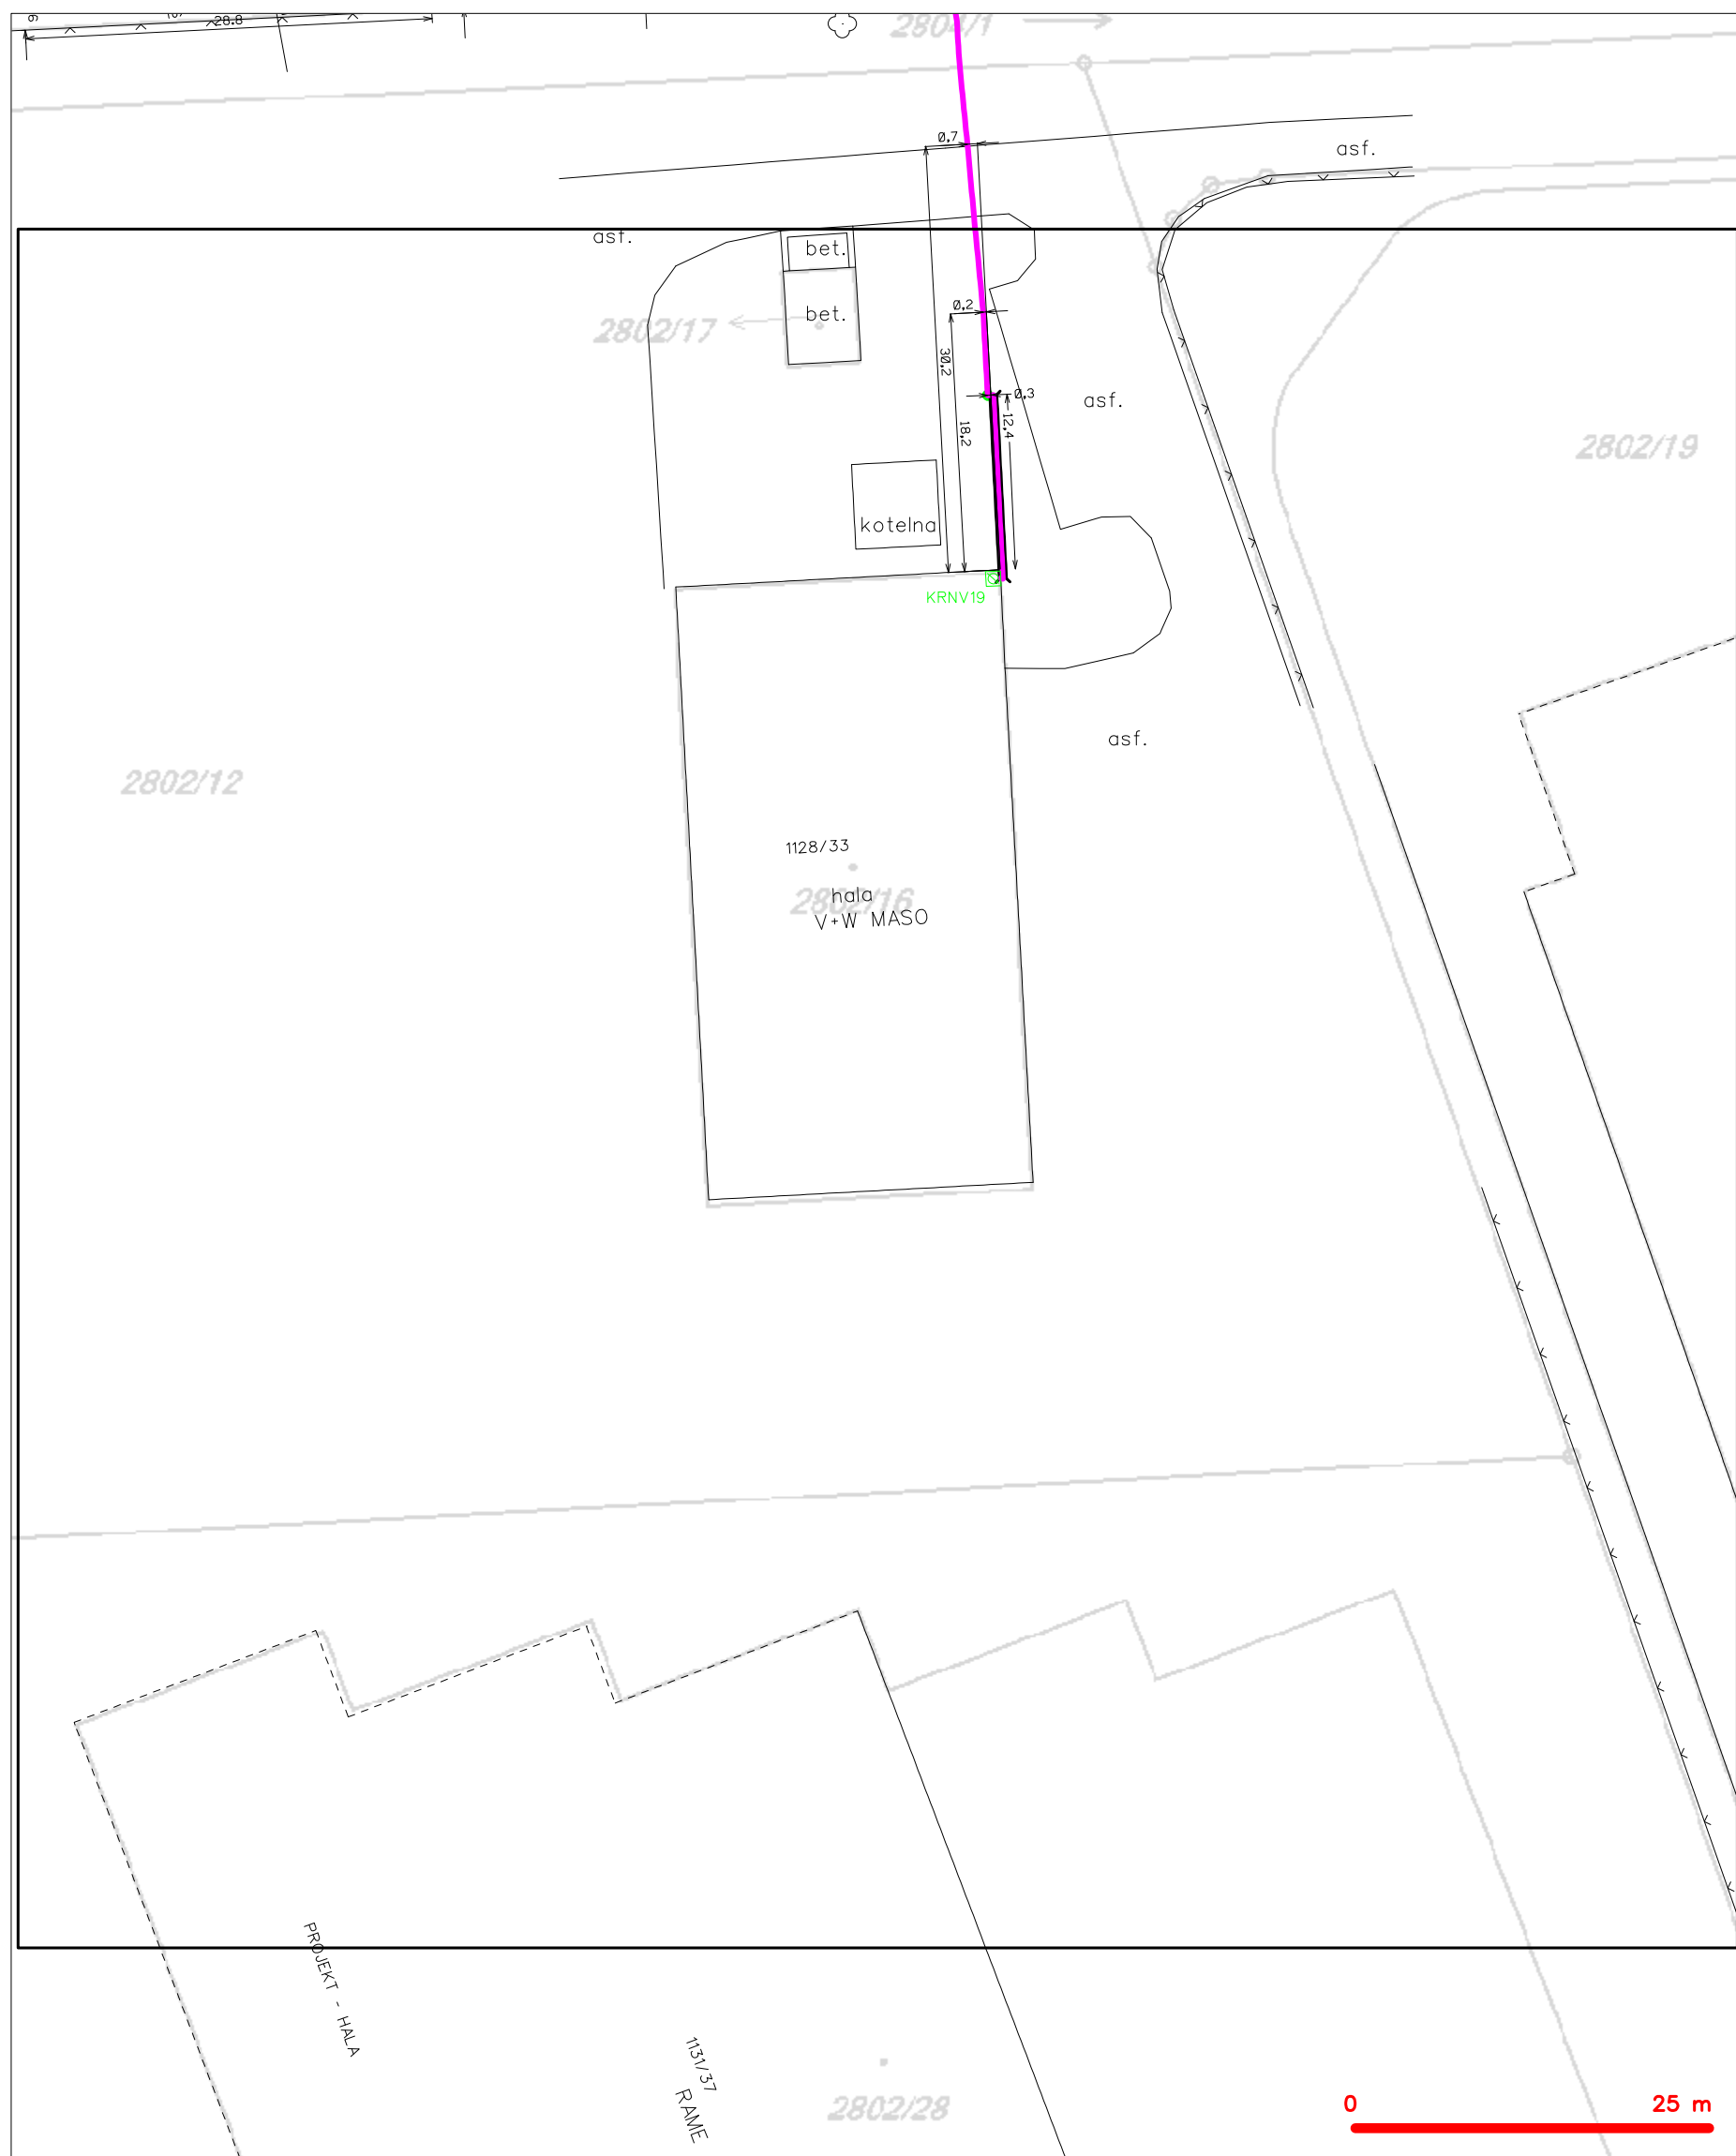 9
28.8
2804/1
0,7
asf.
asf.
bet.
0,2
bet.
2802/17
30,2
0,3
asf.
12,4
18,2
2802/19
kotelna
KRNV19
asf.
2802/12
1128/33
2802/16
hala
V+W MASO
PROJEKT - HALA
1131/37
RAME
2802/28
0
25 m